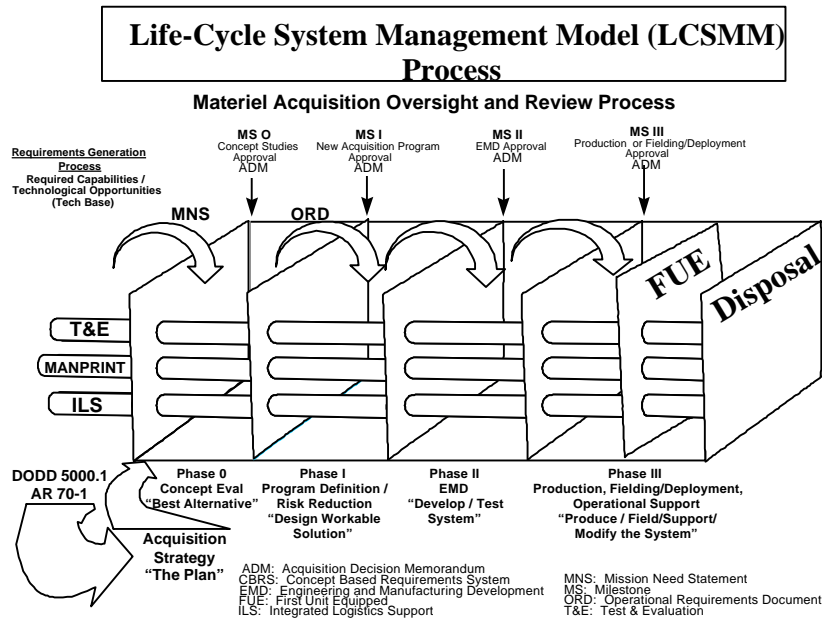 Life-Cycle System Management Model (LCSMM)
Process
Materiel Acquisition Oversight and Review Process
Requirements Generation
Process
Required Capabilities /
Technological Opportunities
(Tech Base)
MS O
Concept Studies
Approval
ADM
MS I
New Acquisition Program
Approval
ADM
MS II
EMD Approval
ADM
MS III
Production or Fielding/Deployment
Approval
ADM
MNS
ORD
FUE
Disposal
T&E
MANPRINT
ILS
DODD 5000.1
AR 70-1
Acquisition
Strategy
“The Plan”
Phase 0
Concept Eval
“Best Alternative”
Phase I
Program Definition /
Risk Reduction
“Design Workable
Solution”
Phase II
EMD
“Develop / Test
System”
Phase III
Production, Fielding/Deployment,
Operational Support
“Produce / Field/Support/
Modify the System”
ADM: Acquisition Decision Memorandum
CBRS: Concept Based Requirements System
EMD: Engineering and Manufacturing Development
FUE: First Unit Equipped
ILS: Integrated Logistics Support
MNS: Mission Need Statement
MS: Milestone
ORD: Operational Requirements Document
T&E: Test & Evaluation